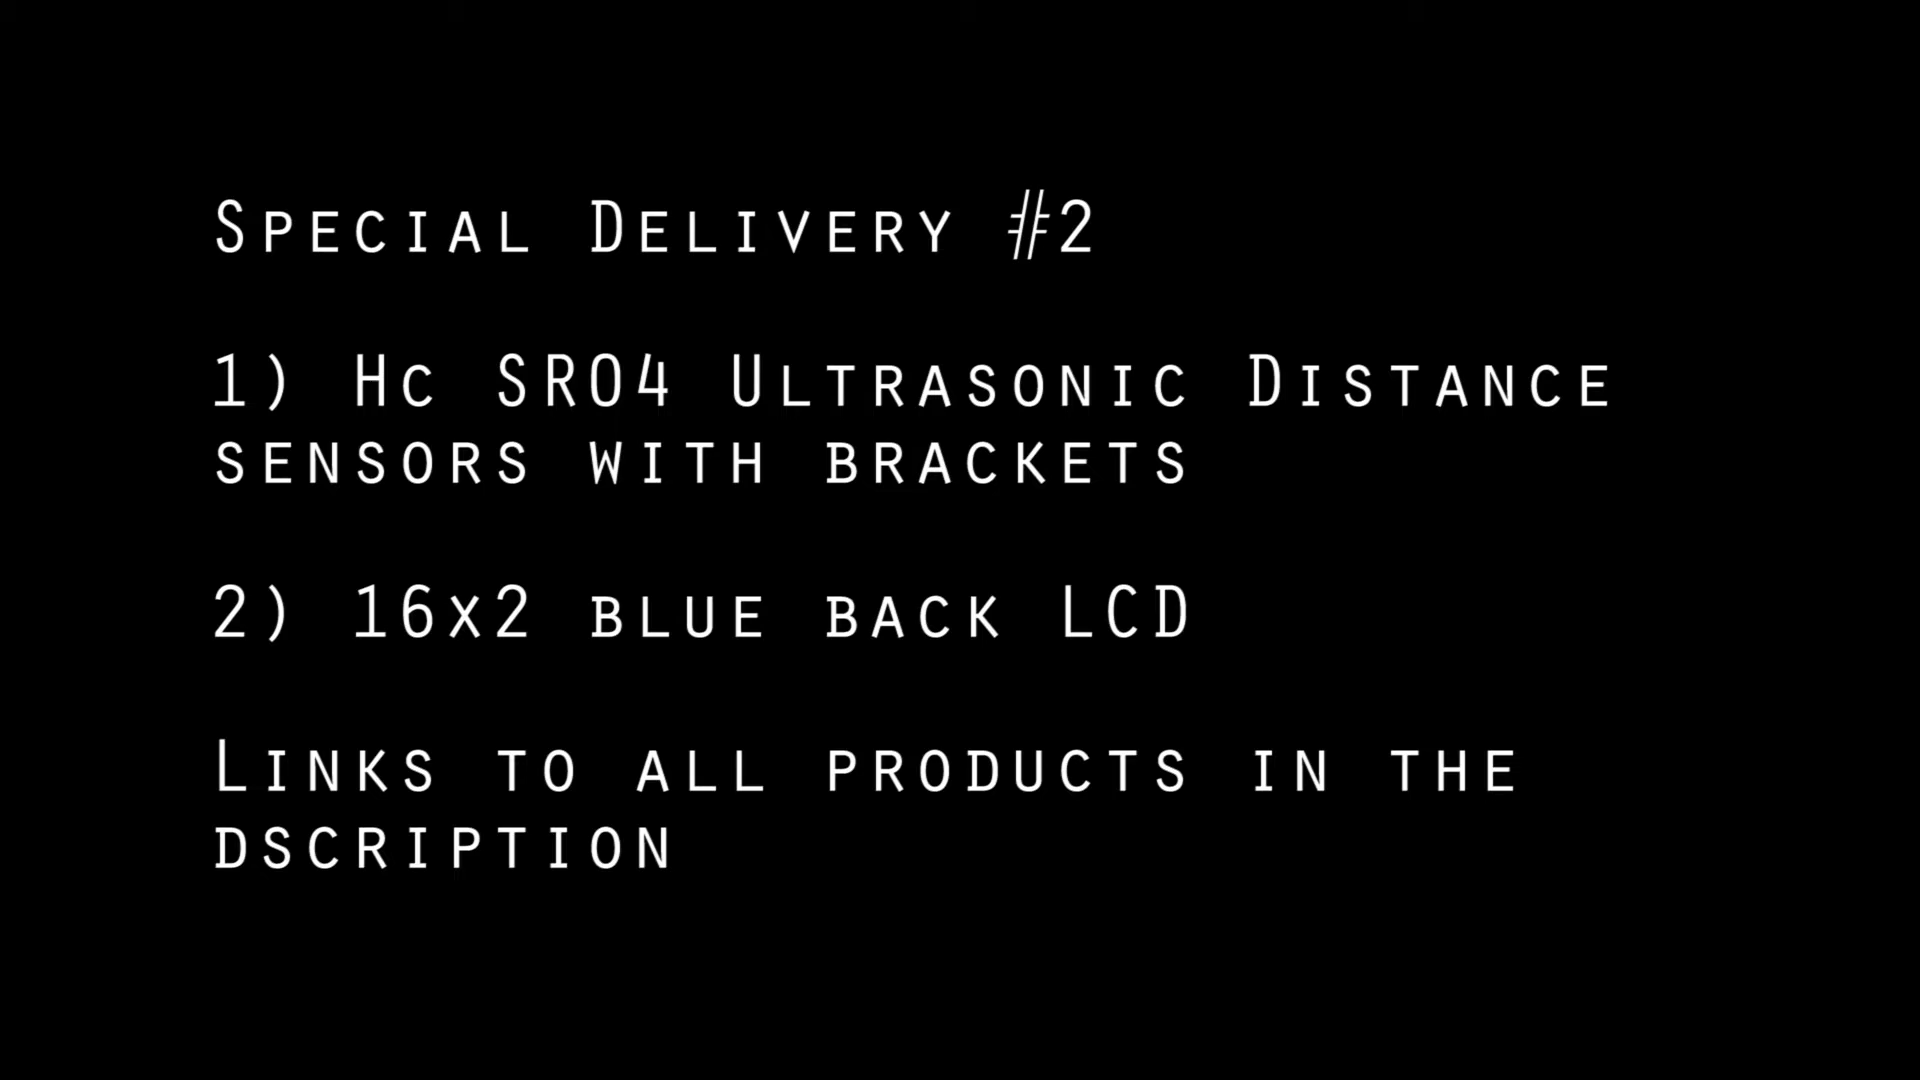 Special Delivery #2
1) Hc SR04 Ultrasonic Distance
sensors with brackets
2) 16x2 blue back LCD
Links to all products in the
dscription